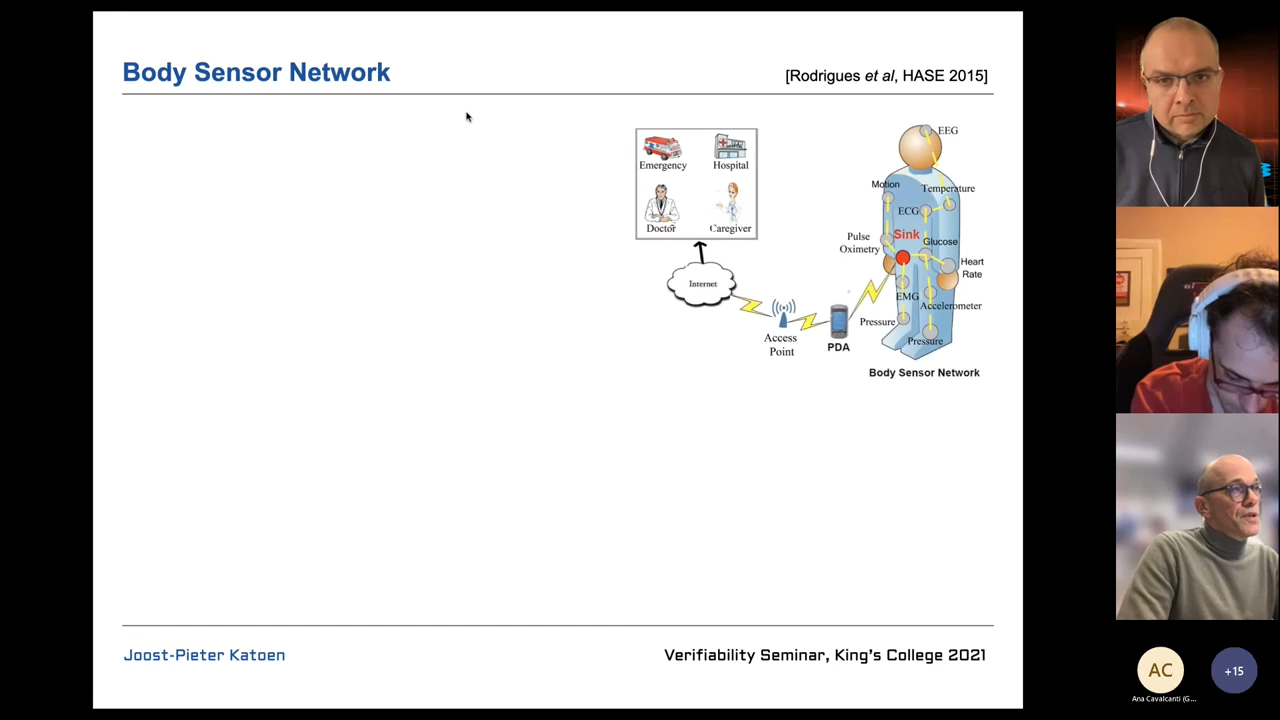 Body Sensor Network
[Rodrigues et al, HASE 2015]
Emergency
Hospital
Doctor
Caregiver
Internet
Access
Point
PDA
EEG
Motion
Temperature
ECG
Pulse
Oximetry
Sink
Glucose
Heart
Rate
EMG
Accelerometer
Pressure
Pressure
Body Sensor Network
Joost-Pieter Katoen
Verifiability Seminar, King's College 2021
AC
+15
Ana Cavalcanti (G...